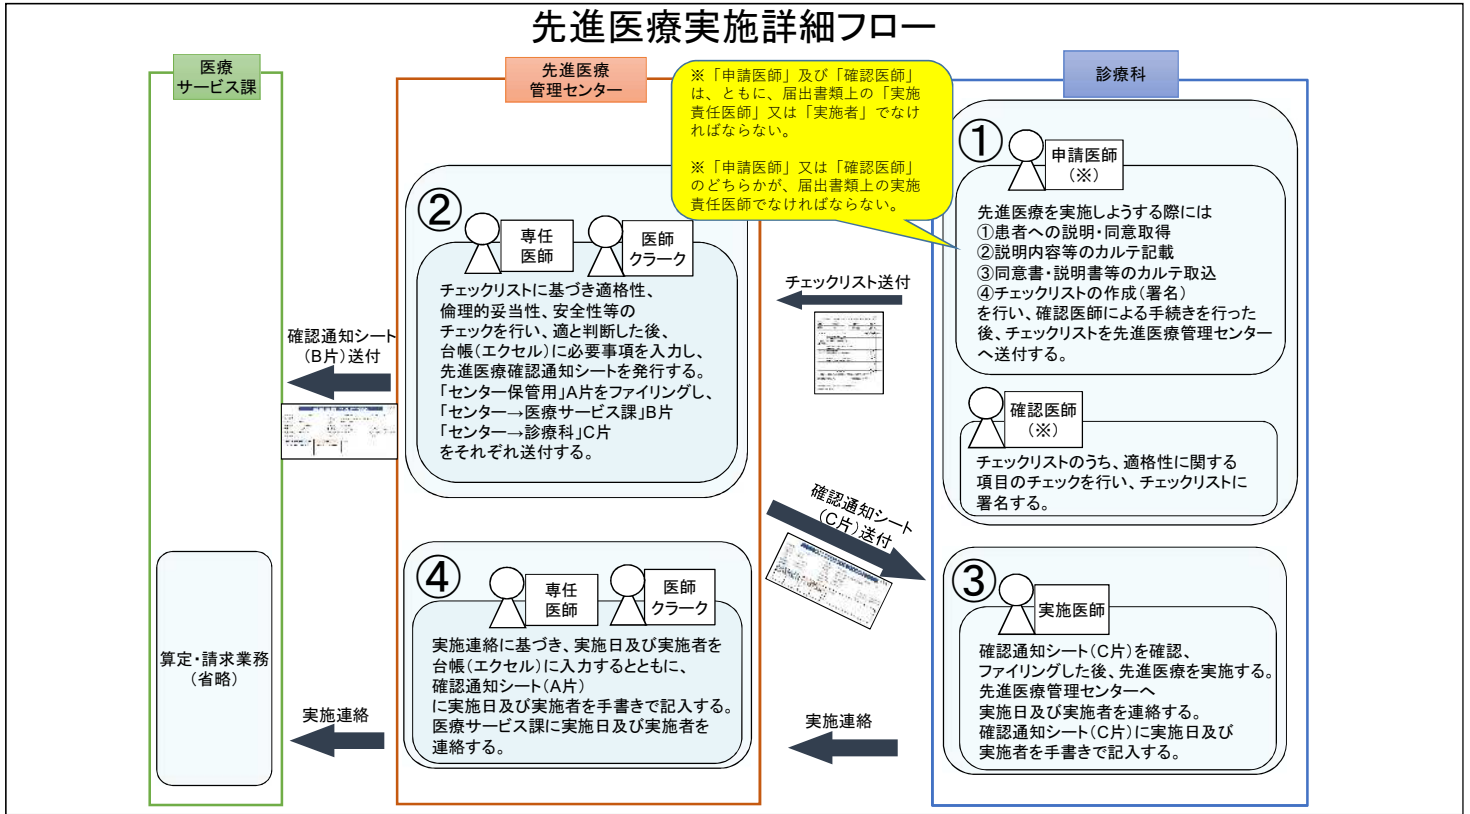 先進医療実施詳細フロー
医療
サービス課
先進医療
管理センター
診療科
※「申請医師」及び「確認医師」
は、ともに、届出書類上の「実施
責任医師」又は「実施者」でなけ
ればならない。
※「申請医師」又は「確認医師」
のどちらかが、届出書類上の実施
責任医師でなければならない。
①
申請医師
(※)
先進医療を実施しようする際には
①患者への説明・同意取得
②説明内容等のカルテ記載
③同意書・説明書等のカルテ取込
④チェックリストの作成(署名)
を行い、確認医師による手続きを行った
後、チェックリストを先進医療管理センター
へ送付する。
確認医師
(※)
チェックリストのうち、適格性に関する
項目のチェックを行い、チェックリストに
署名する。
チェックリスト送付
②
専任
医師
医師
クラーク
チェックリストに基づき適格性、
倫理的妥当性、安全性等の
チェックを行い、適と判断した後、
台帳(エクセル)に必要事項を入力し、
先進医療確認通知シートを発行する。
「センター保管用」A片をファイリングし、
「センター→医療サービス課」B片
「センター→診療科」C片
をそれぞれ送付する。
確認通知シート
(B片)送付
確認通知シート
(C片)送付
③
実施医師
確認通知シート(C片)を確認、
ファイリングした後、先進医療を実施する。
先進医療管理センターへ
実施日及び実施者を連絡する。
確認通知シート(C片)に実施日及び
実施者を手書きで記入する。
実施連絡
④
専任
医師
医師
クラーク
実施連絡に基づき、実施日及び実施者を
台帳(エクセル)に入力するとともに、
確認通知シート(A片)
に実施日及び実施者を手書きで記入する。
医療サービス課に実施日及び実施者を
連絡する。
実施連絡
算定・請求業務
(省略)